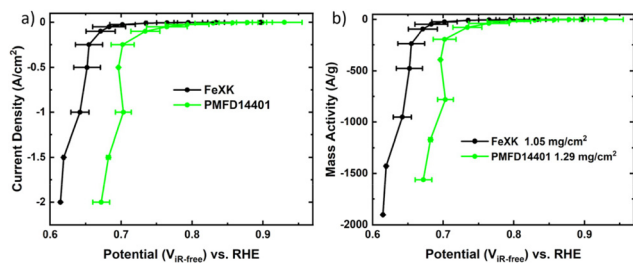 a)
Current Density (A/cm²)
0
-0.5
-1
-1.5
-2
FeXK
PMFD14401
0.6 0.7 0.8 0.9
Potential (V_iR-free) vs. RHE
b)
Mass Activity (A/g)
0
-500
-1000
-1500
-2000
FeXK 1.05 mg/cm²
PMFD14401 1.29 mg/cm²
0.6 0.7 0.8 0.9
Potential (V_iR-free) vs. RHE